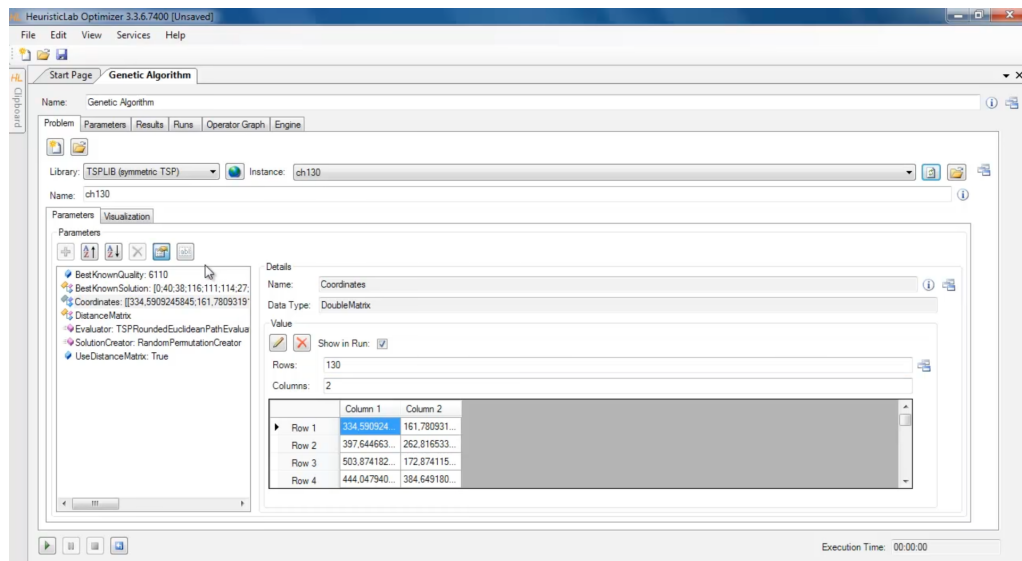 HeuristicLab Optimizer 3.3.6.7400 [Unsaved]
File Edit View Services Help
HL Clipboard
Start Page Genetic Algorithm
Name: Genetic Algorithm
Problem Parameters Results Runs Operator Graph Engine
Library: TSPLIB (symmetric TSP) Instance: ch130
Name: ch130
Parameters Visualization
Parameters
BestKnownQuality: 6110
BestKnownSolution: [0;40;38;116;111;114;27;
Coordinates: [[334,5909245845;161,7809319
DistanceMatrix
Evaluator: TSPRoundedEuclideanPathEvalua
SolutionCreator: RandomPermutationCreator
UseDistanceMatrix: True
Details
Name: Coordinates
Data Type: DoubleMatrix
Value
Show in Run:
Rows: 130
Columns: 2
Column 1 Column 2
Row 1 334,590924... 161,780931...
Row 2 397,644663... 262,816533...
Row 3 503,874182... 172,874115...
Row 4 444,047940... 384,649180...
Execution Time: 00:00:00